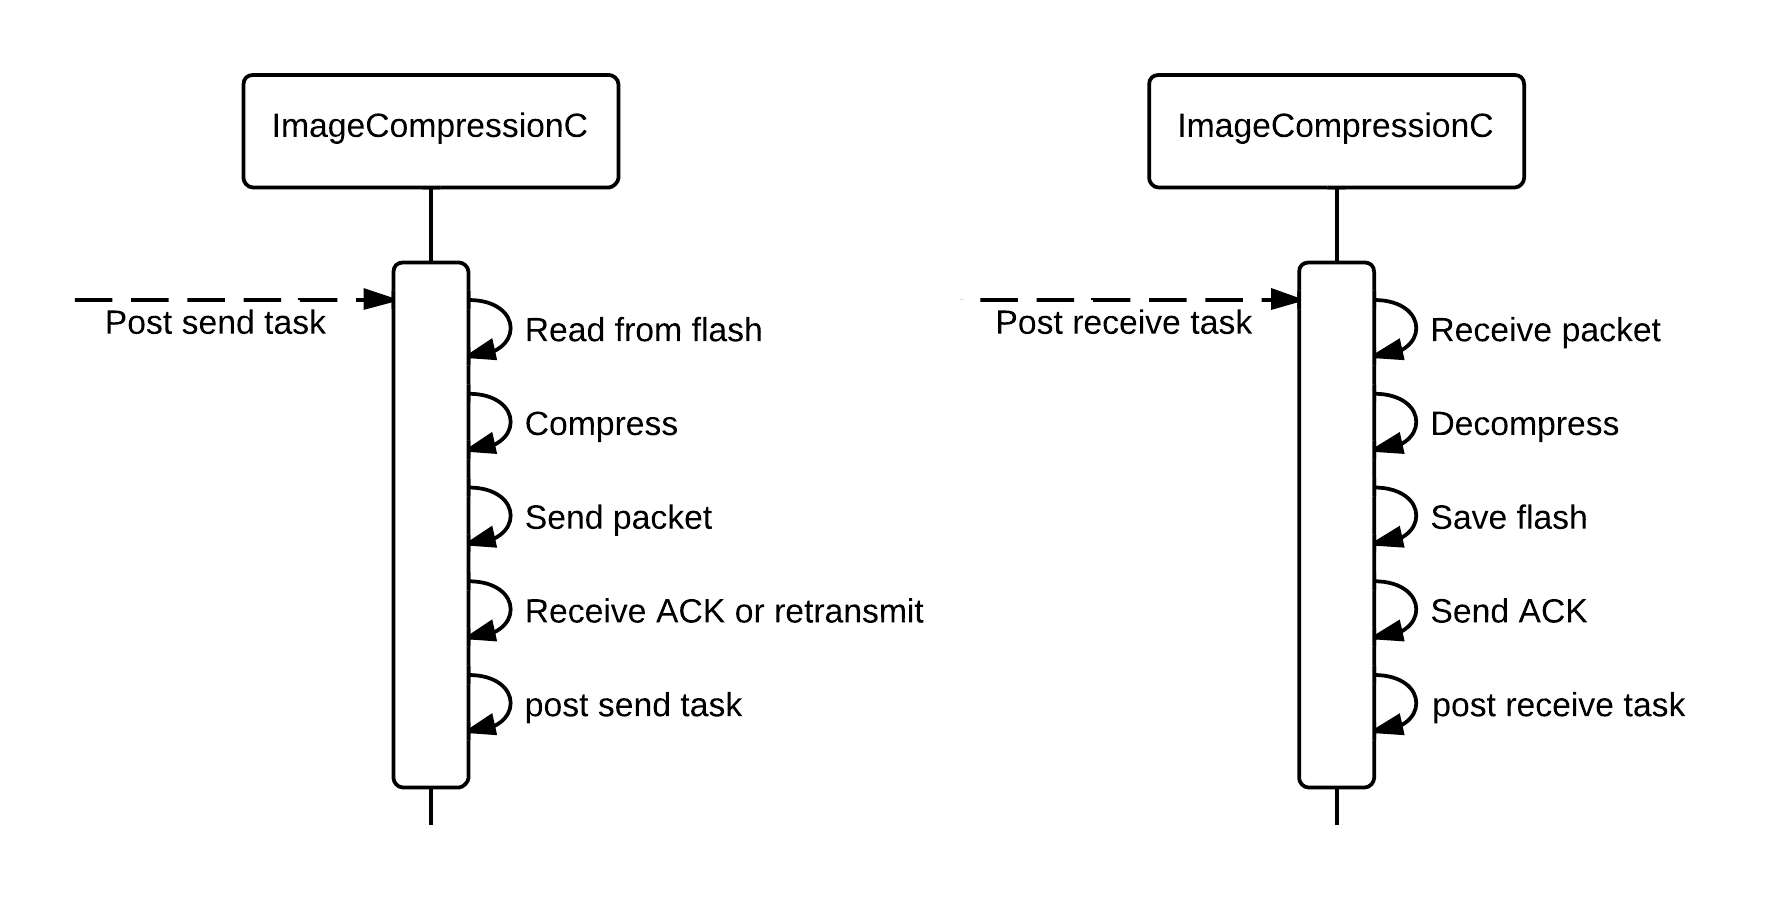 ImageCompressionC
Post send task
Read from flash
Compress
Send packet
Receive ACK or retransmit
post send task
ImageCompressionC
Post receive task
Receive packet
Decompress
Save flash
Send ACK
post receive task